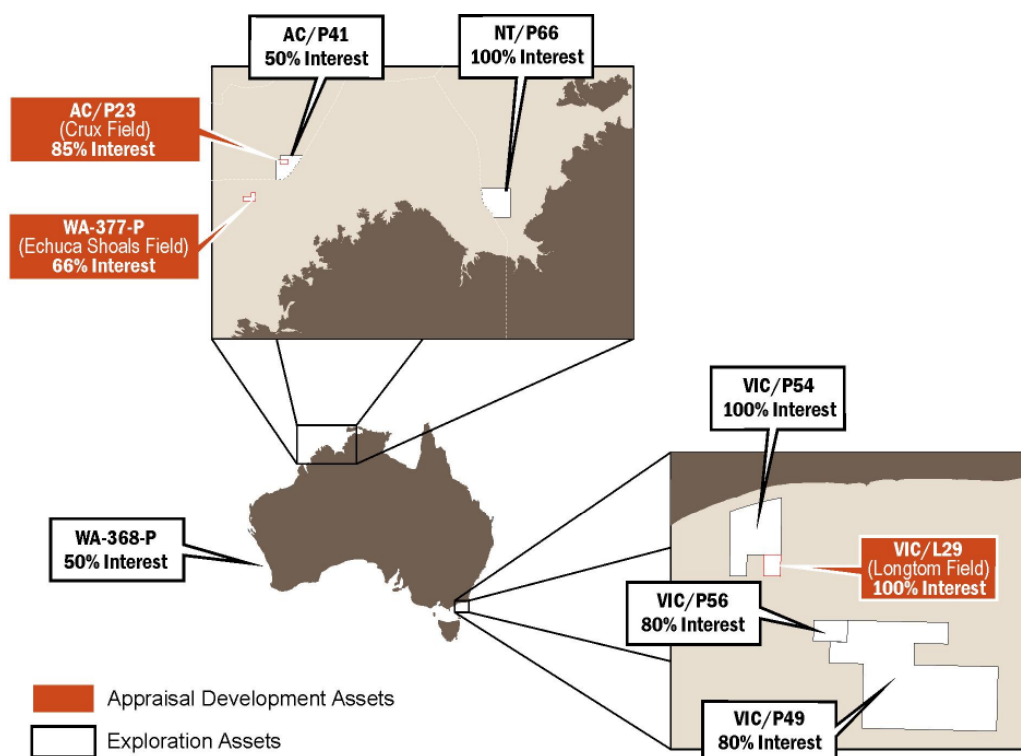 AC/P41
50% Interest
NT/P66
100% Interest
AC/P23
(Crux Field)
85% Interest
WA-377-P
(Echuca Shoals Field)
66% Interest
VIC/P54
100% Interest
WA-368-P
50% Interest
VIC/L29
(Longtom Field)
100% Interest
VIC/P56
80% Interest
VIC/P49
80% Interest
Appraisal Development Assets
Exploration Assets